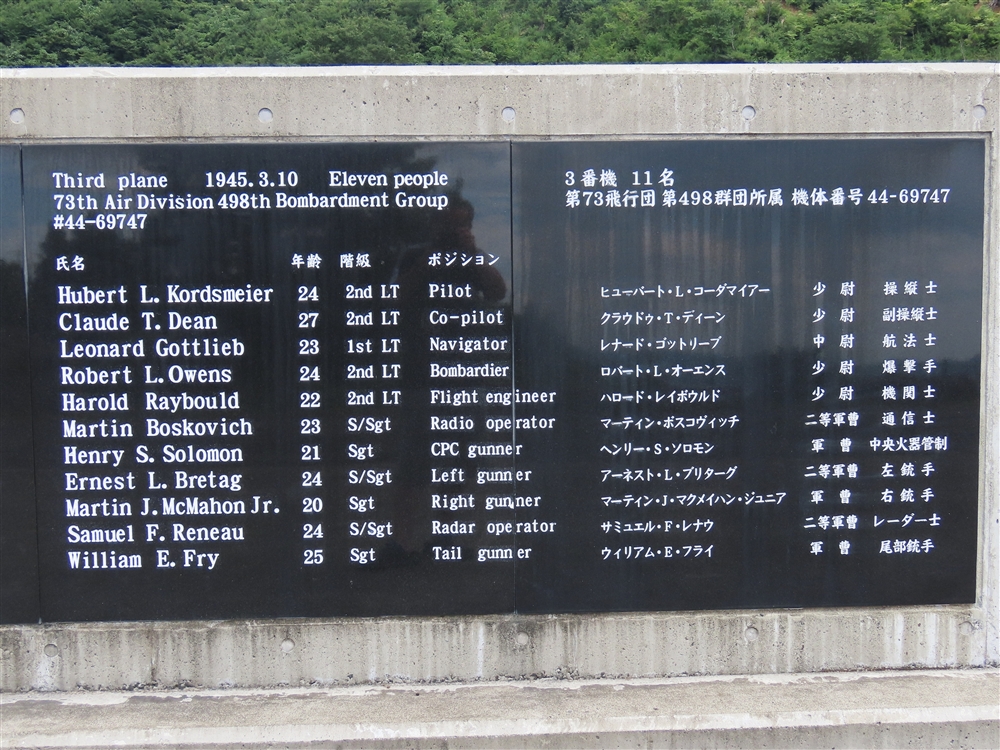 Third plane 1945.3.10 Eleven people
73th Air Division 498th Bombardment Group
#44-69747
3番機 11名
第73飛行団 第498群団所属 機体番号 44-69747
氏名 年齢 階級 ポジション
Hubert L. Kordsmeier 24 2nd LT Pilot ヒューバート・L・コーダマイアー 少尉 操縦士
Claude T. Dean 27 2nd LT Co-pilot クラウドゥ・T・ディーン 少尉 副操縦士
Leonard Gottlieb 23 1st LT Navigator レナード・ゴットリーブ 中尉 航法士
Robert L. Owens 24 2nd LT Bombardier ロバート・L・オーエンス 少尉 爆撃手
Harold Raybould 22 2nd LT Flight engineer ハロード・レイボウルド 少尉 機関士
Martin Boskovich 23 S/Sgt Radio operator マーティン・ボスコヴィッチ 二等軍曹 通信士
Henry S. Solomon 21 Sgt CPC gunner ヘンリー・S・ソロモン 軍曹 中央火器管制
Ernest L. Bretag 24 S/Sgt Left gunner アーネスト・L・ブリターグ 二等軍曹 左銃手
Martin J. McMahon Jr. 20 Sgt Right gunner マーティン・J・マクメイハン・ジュニア 軍曹 右銃手
Samuel F. Reneau 24 S/Sgt Radar operator サミュエル・F・レナウ 二等軍曹 レーダー士
William E. Fry 25 Sgt Tail gunner ウィリアム・E・フライ 軍曹 尾部銃手